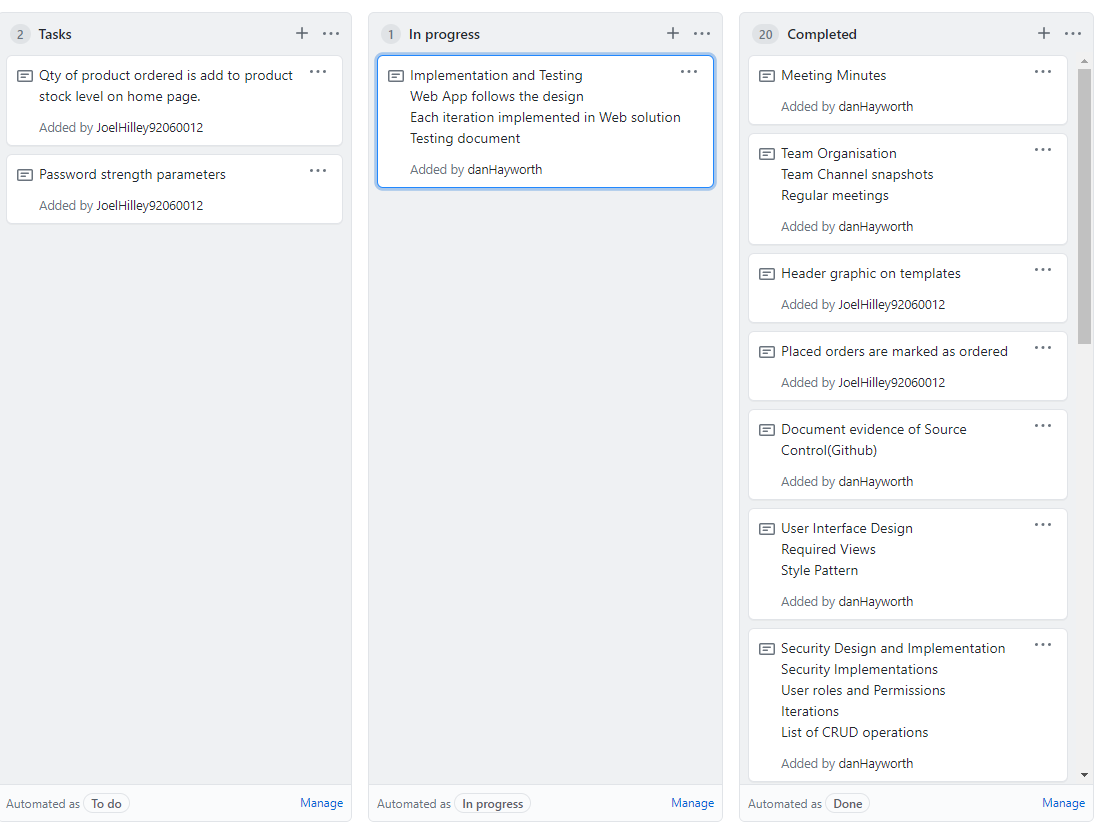 2 Tasks
Qty of product ordered is add to product
stock level on home page.
Added by JoelHilley92060012
Password strength parameters
Added by JoelHilley92060012
Automated as To do Manage
1 In progress
Implementation and Testing
Web App follows the design
Each iteration implemented in Web solution
Testing document
Added by danHayworth
Automated as In progress Manage
20 Completed
Meeting Minutes
Added by danHayworth
Team Organisation
Team Channel snapshots
Regular meetings
Added by danHayworth
Header graphic on templates
Added by JoelHilley92060012
Placed orders are marked as ordered
Added by JoelHilley92060012
Document evidence of Source
Control(Github)
Added by danHayworth
User Interface Design
Required Views
Style Pattern
Added by danHayworth
Security Design and Implementation
Security Implementations
User roles and Permissions
Iterations
List of CRUD operations
Added by danHayworth
Automated as Done Manage